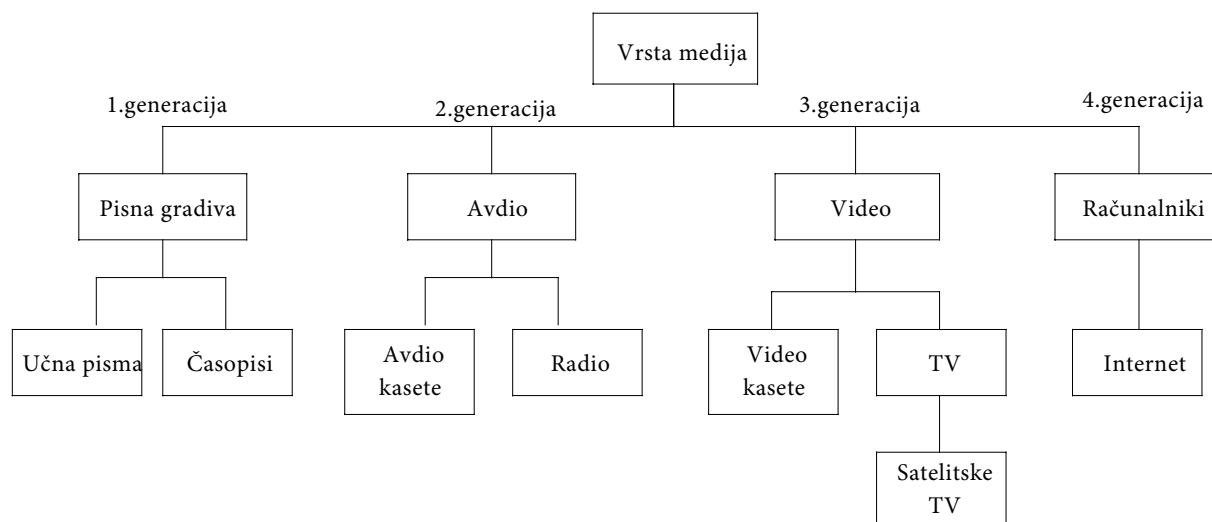 Vrsta medija
1.generacija
2.generacija
3.generacija
4.generacija
Pisna gradiva
Avdio
Video
Računalniki
Učna pisma
Časopisi
Avdio
kasete
Radio
Video
kasete
TV
Internet
Satelitske
TV